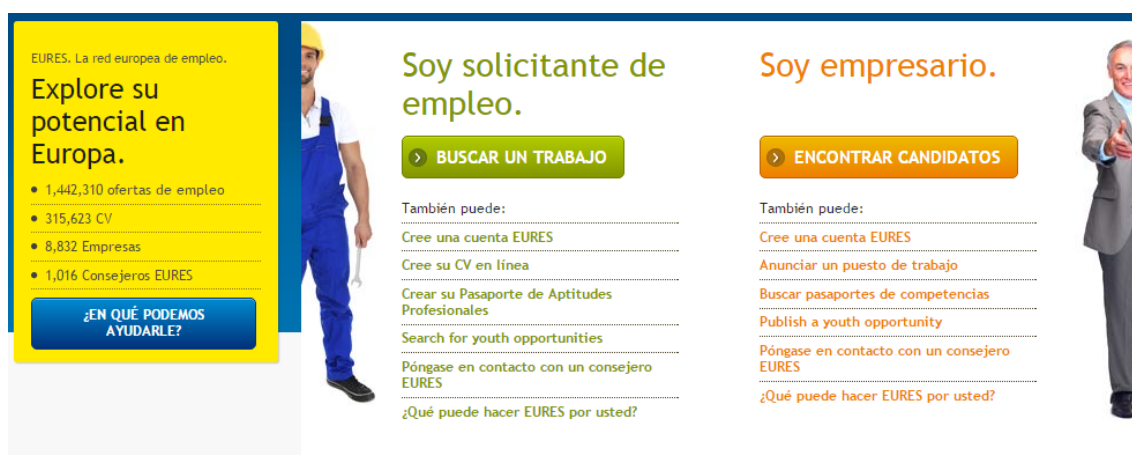 EURES. La red europea de empleo.
Explore su
potencial en
Europa.
1,442,310 ofertas de empleo
315,623 CV
8,832 Empresas
1,016 Consejeros EURES
¿EN QUÉ PODEMOS
AYUDARLE?
Soy solicitante de
empleo.
BUSCAR UN TRABAJO
También puede:
Cree una cuenta EURES
Cree su CV en línea
Crear su Pasaporte de Aptitudes
Profesionales
Search for youth opportunities
Póngase en contacto con un consejero
EURES
¿Qué puede hacer EURES por usted?
Soy empresario.
ENCONTRAR CANDIDATOS
También puede:
Cree una cuenta EURES
Anunciar un puesto de trabajo
Buscar pasaportes de competencias
Publish a youth opportunity
Póngase en contacto con un consejero
EURES
¿Qué puede hacer EURES por usted?